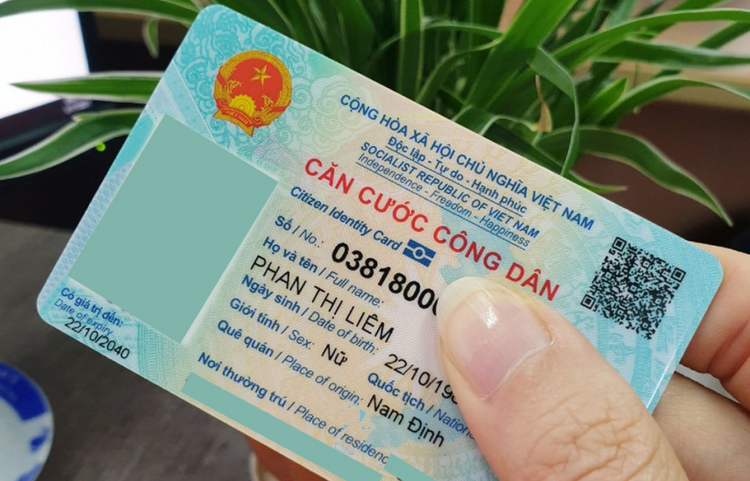 CỘNG HÒA XÃ HỘI CHỦ NGHĨA VIỆT NAM
Độc lập - Tự do - Hạnh phúc
SOCIALIST REPUBLIC OF VIET NAM
Independence - Freedom - Happiness
CĂN CƯỚC CÔNG DÂN
Citizen Identity Card
Số / No.: 0381800
Họ và tên / Full name:
PHAN THỊ LIÊM
Ngày sinh / Date of birth: 22/10/19
Giới tính / Sex: Nữ Quốc tịch /
Quê quán / Place of origin:
Nam Định
Nơi thường trú / Place of
Có giá trị đến:
Date of expiry
22/10/2040